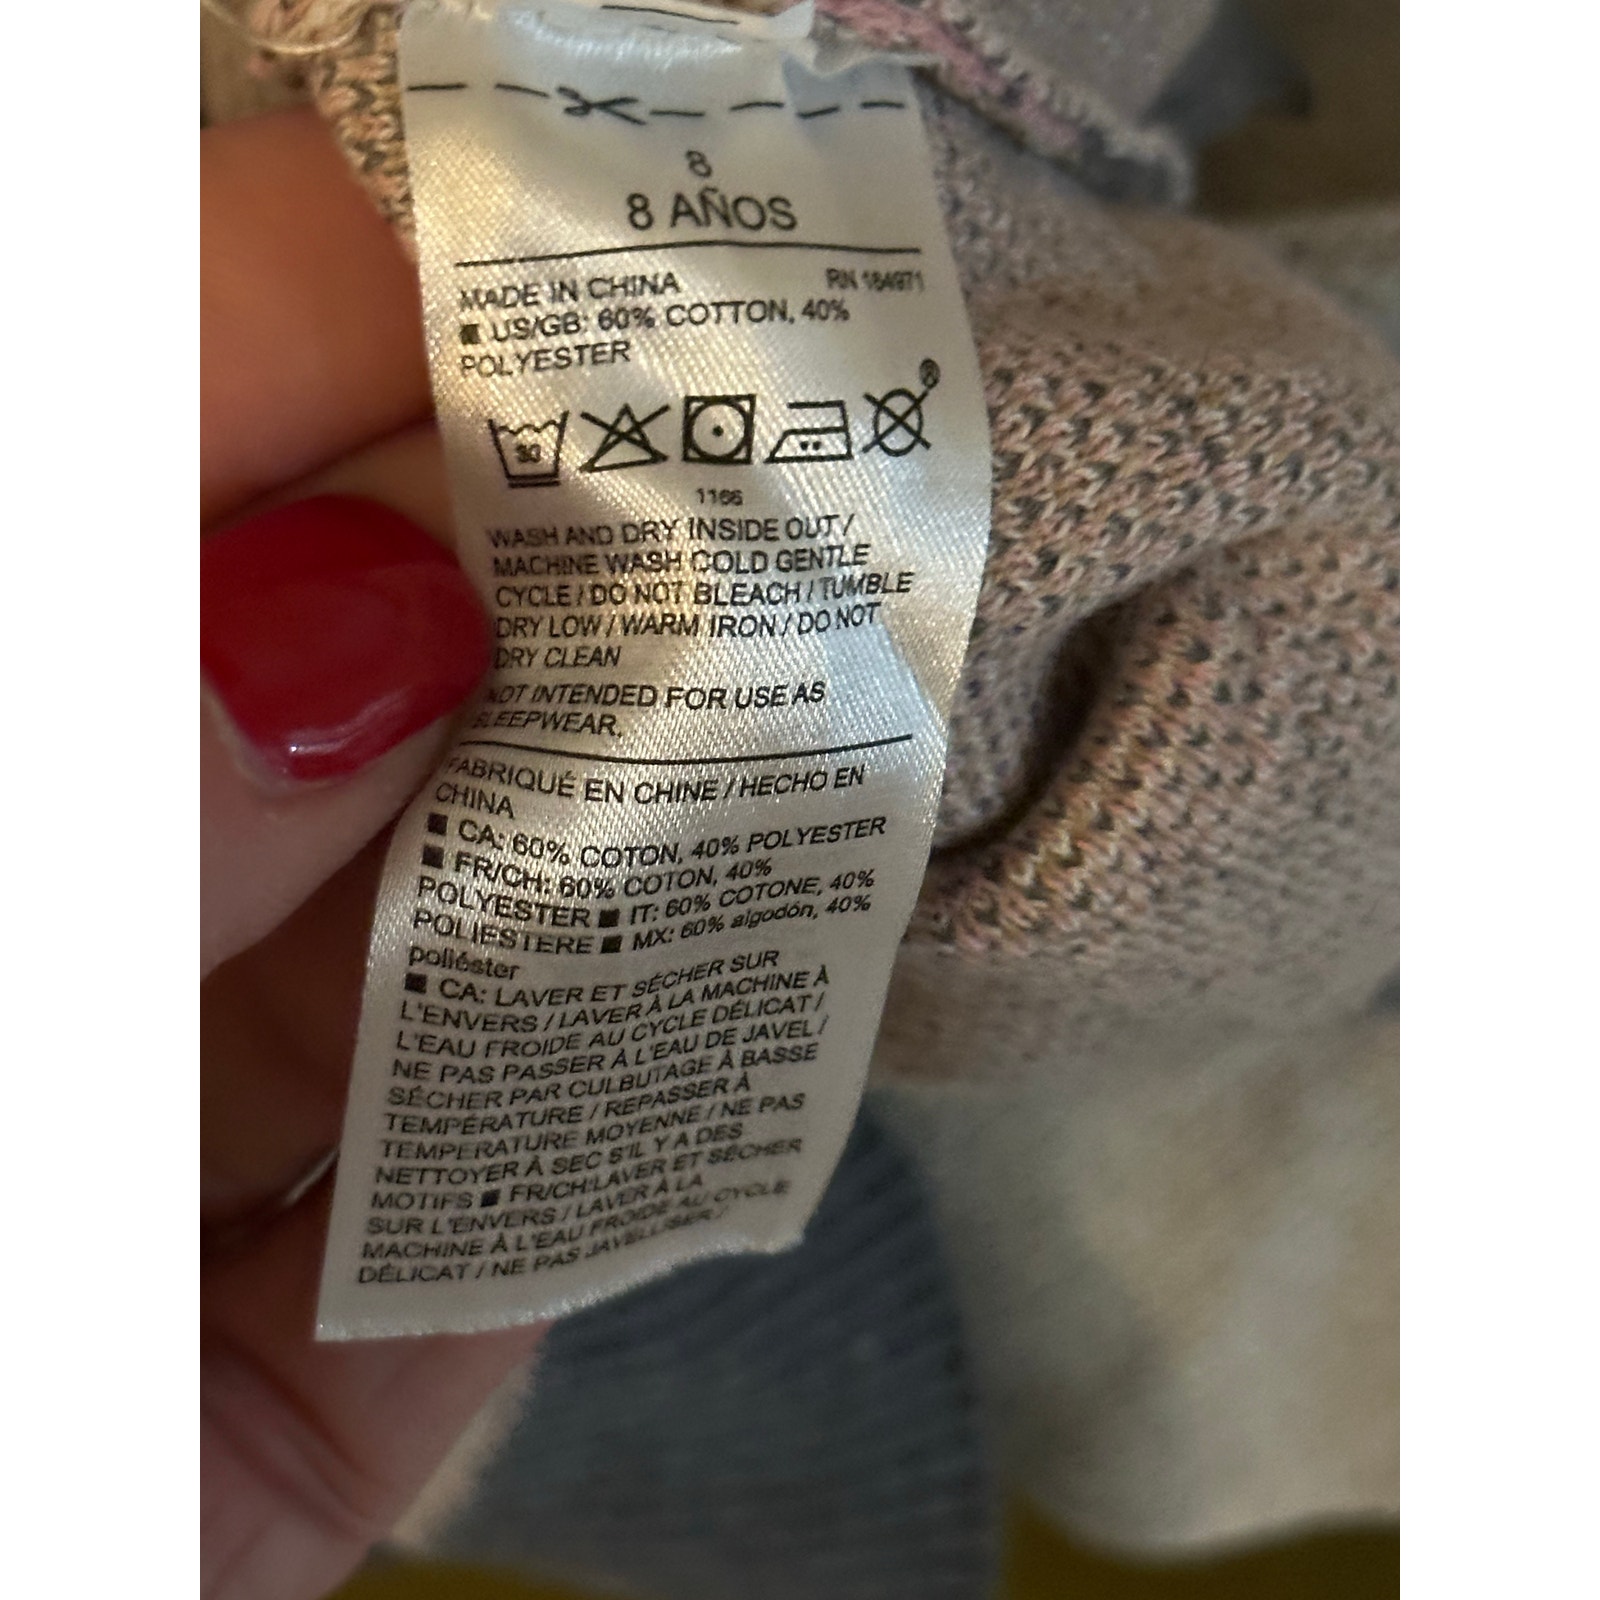 8
8 AÑOS
MADE IN CHINA RN 184971
■ US/GB: 60% COTTON, 40%
POLYESTER
30
®
1166
WASH AND DRY INSIDE OUT /
MACHINE WASH COLD GENTLE
CYCLE / DO NOT BLEACH / TUMBLE
DRY LOW / WARM IRON / DO NOT
DRY CLEAN
NOT INTENDED FOR USE AS
SLEEPWEAR.
FABRIQUÉ EN CHINE / HECHO EN
CHINA
■ CA: 60% COTON, 40% POLYESTER
■ FR/CH: 60% COTON, 40%
POLYESTER ■ IT: 60% COTONE, 40%
POLIESTERE ■ MX: 60% algodón, 40%
poliéster
■ CA: LAVER ET SÉCHER SUR
L'ENVERS / LAVER À LA MACHINE À
L'EAU FROIDE AU CYCLE DÉLICAT /
NE PAS PASSER À L'EAU DE JAVEL /
SÉCHER PAR CULBUTAGE À BASSE
TEMPÉRATURE / REPASSER À
TEMPERATURE MOYENNE / NE PAS
NETTOYER À SEC S'IL Y A DES
MOTIFS ■ FR/CH:LAVER ET SÉCHER
SUR L'ENVERS / LAVER À LA
MACHINE À L'EAU FROIDE AU CYCLE
DÉLICAT / NE PAS JAVELLISER /